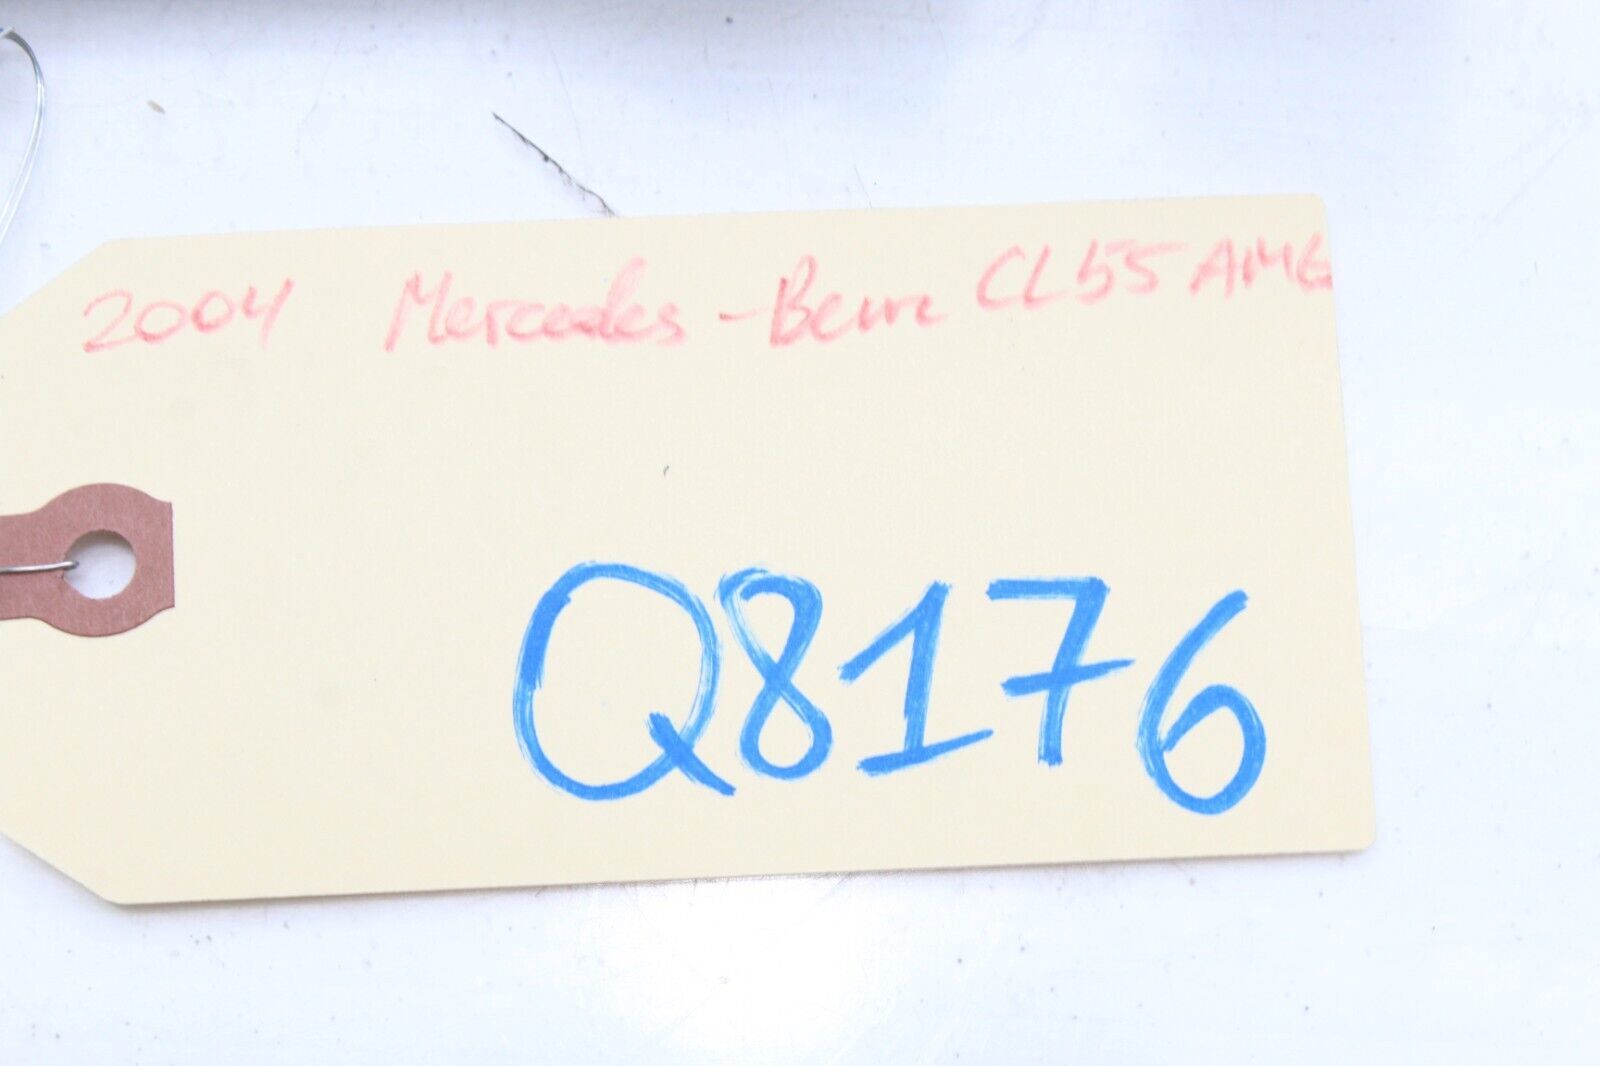 2004 Mercedes-Benz CL55 AMG
Q8176